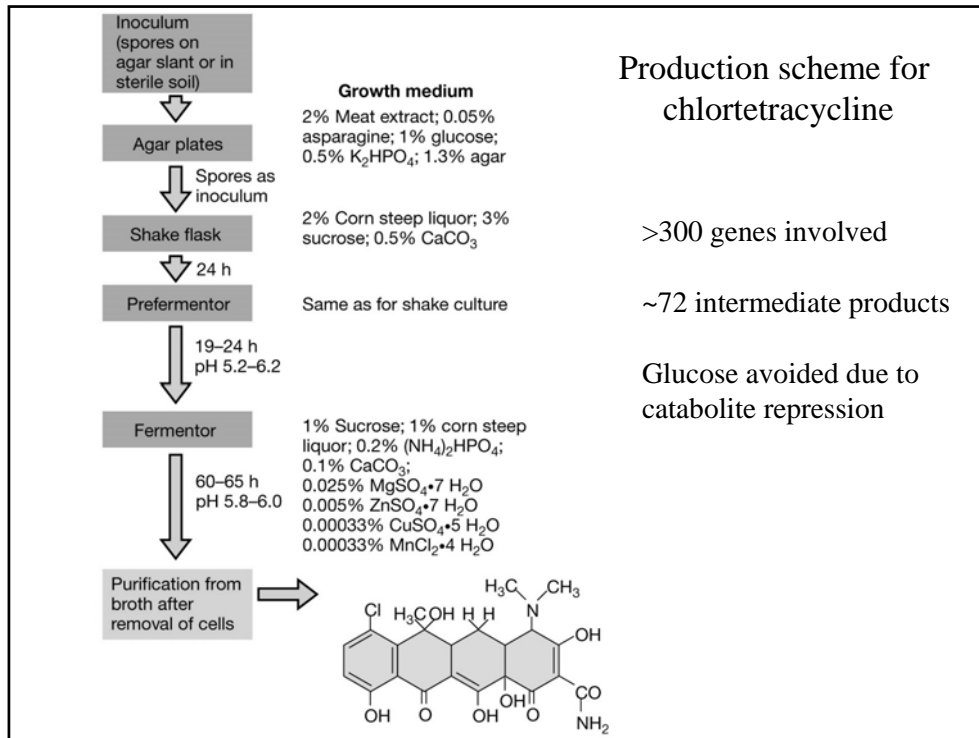 Production scheme for
chlortetracycline
Inoculum
(spores on
agar slant or in
sterile soil)
Growth medium
Agar plates
2% Meat extract; 0.05%
asparagine; 1% glucose;
0.5% K₂HPO₄; 1.3% agar
Spores as
inoculum
Shake flask
2% Corn steep liquor; 3%
sucrose; 0.5% CaCO₃
24 h
Prefermentor
Same as for shake culture
19–24 h
pH 5.2–6.2
Fermentor
1% Sucrose; 1% corn steep
liquor; 0.2% (NH₄)₂HPO₄;
0.1% CaCO₃;
0.025% MgSO₄•7 H₂O
0.005% ZnSO₄•7 H₂O
0.00033% CuSO₄•5 H₂O
0.00033% MnCl₂•4 H₂O
60–65 h
pH 5.8–6.0
Purification from
broth after
removal of cells
>300 genes involved
~72 intermediate products
Glucose avoided due to
catabolite repression
H₃C CH₃
N
Cl H₃C OH H H
OH
OH O OH OH O
CO
NH₂